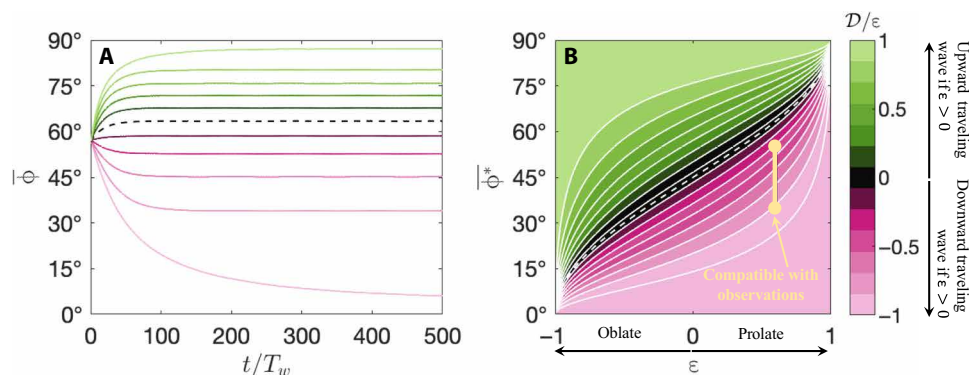 A
90°
75°
60°
45°
30°
15°
0°
ϕ
0
100
200
300
400
500
t/T_w
B
90°
75°
60°
45°
30°
15°
0°
ϕ*
Compatible with
observations
−1
0
1
Oblate
Prolate
ε
𝒟/ε
1
0.5
0
−0.5
−1
Upward traveling
wave if ε > 0
Downward traveling
wave if ε > 0